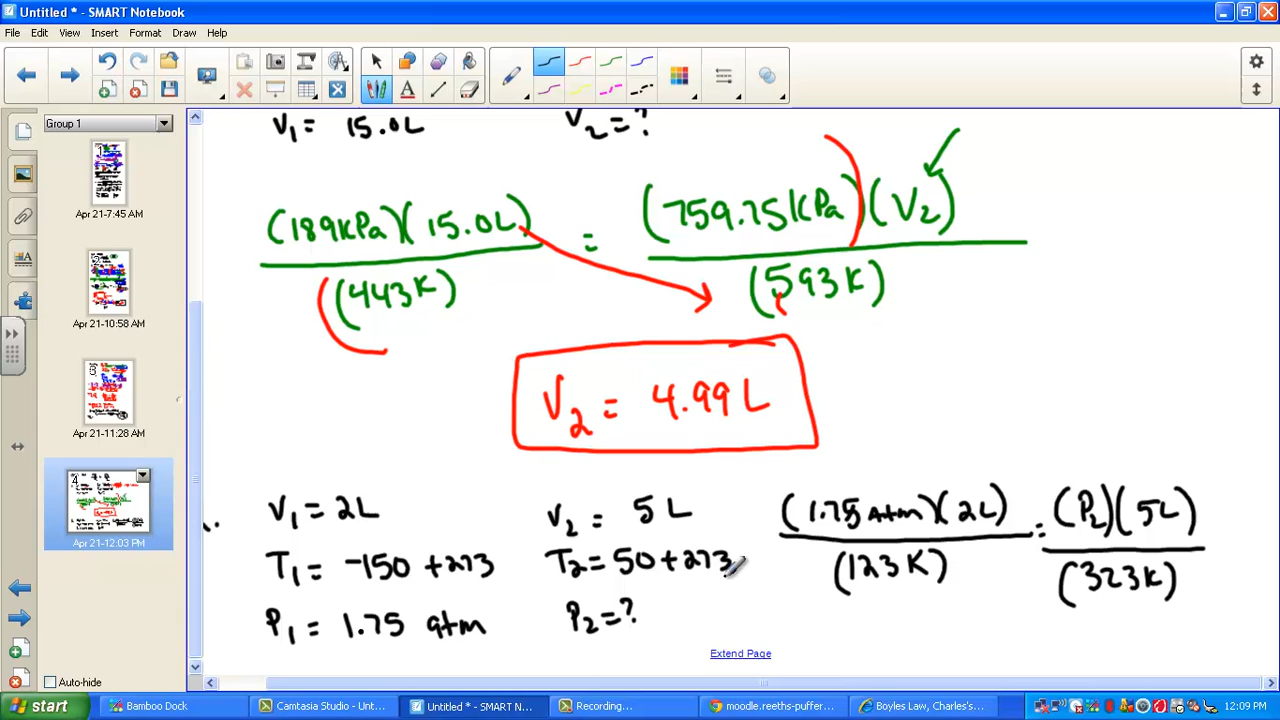 Untitled * - SMART Notebook
File Edit View Insert Format Draw Help
Group 1
Apr 21-7:45 AM
Apr 21-10:58 AM
Apr 21-11:28 AM
Apr 21-12:03 PM
Auto-hide
V1 = 15.0L V2 = ?
(189kPa)(15.0L) = (759.75kPa)(V2)
(443K) (593K)
V2 = 4.99 L
V1 = 2L V2 = 5 L (1.75 atm)(2L) = (P2)(5L)
T1 = -150 +273 T2 = 50+273 (123K) (323K)
P1 = 1.75 atm P2 = ?
Extend Page
start Bamboo Dock Camtasia Studio - Unt... Untitled * - SMART N... Recording... moodle.reeths-puffer... Boyles Law, Charles's... 12:09 PM